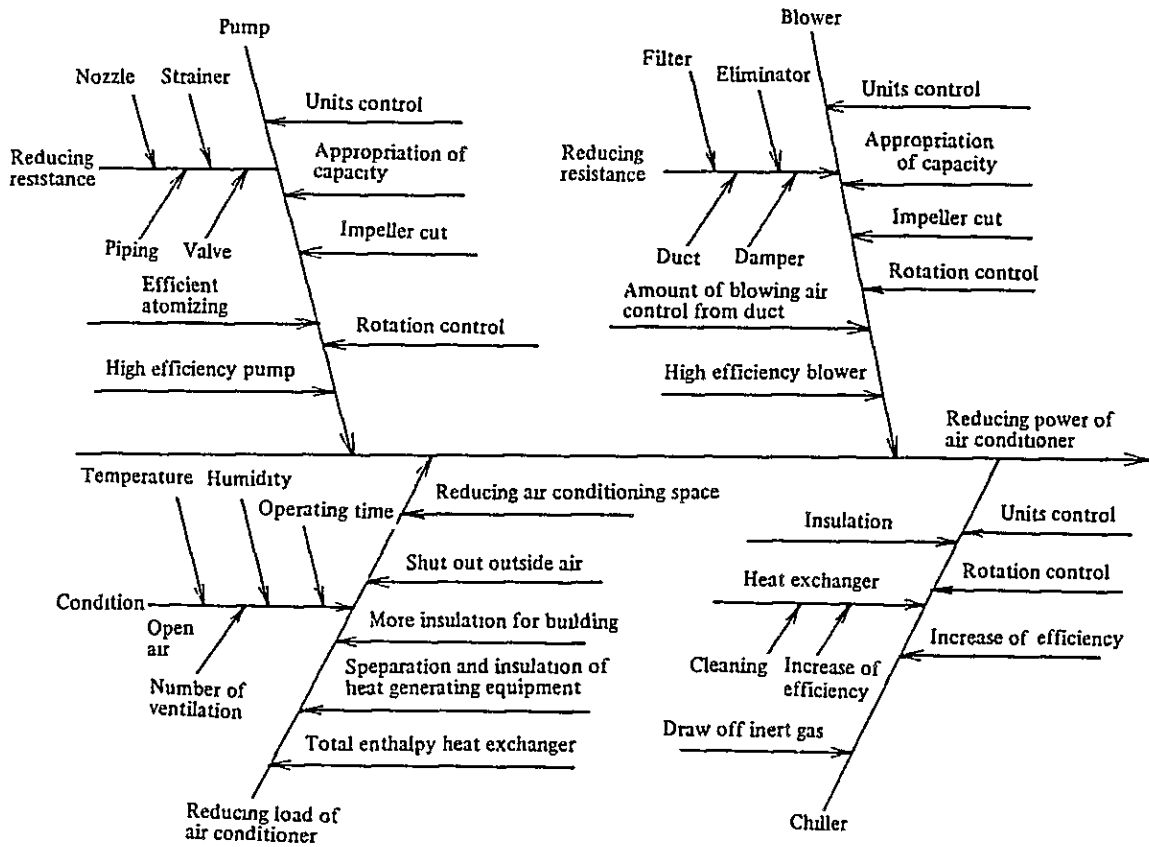 Pump
Nozzle
Strainer
Units control
Reducing
resistance
Appropriation of
capacity
Piping
Valve
Impeller cut
Efficient
atomizing
Rotation control
High efficiency pump
Blower
Filter
Eliminator
Units control
Reducing
resistance
Appropriation
of capacity
Duct
Damper
Impeller cut
Rotation control
Amount of blowing air
control from duct
High efficiency blower
Reducing power of
air conditioner
Temperature
Humidity
Operating time
Reducing air conditioning space
Shut out outside air
Condition
Open
air
Number of
ventilation
More insulation for building
Speparation and insulation of
heat generating equipment
Total enthalpy heat exchanger
Reducing load of
air conditioner
Insulation
Units control
Heat exchanger
Rotation control
Cleaning
Increase of
efficiency
Increase of efficiency
Draw off inert gas
Chiller